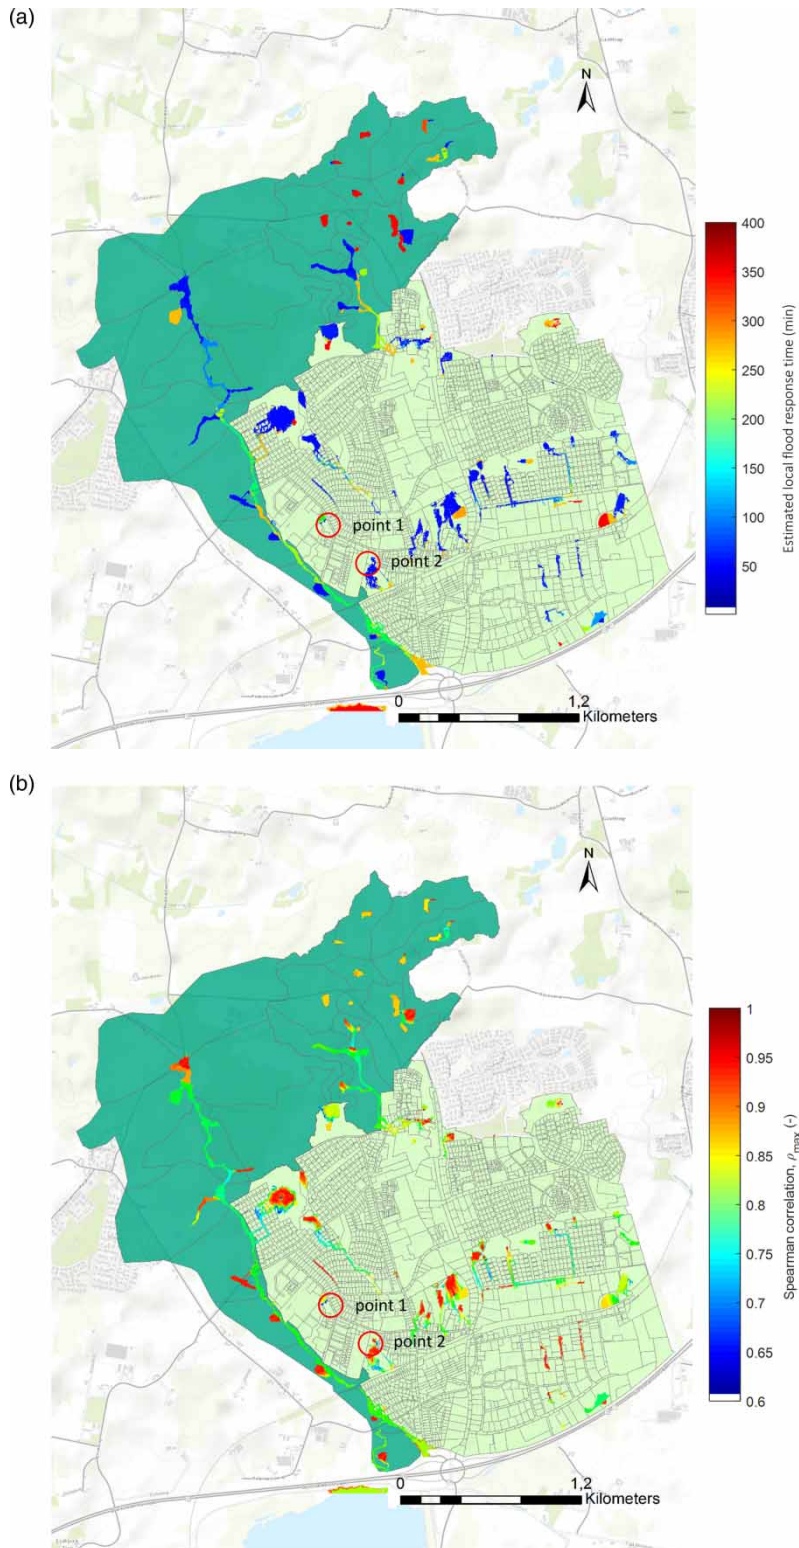 (a)
N
400
350
300
250
200
150
100
50
Estimated local flood response time (min)
point 1
point 2
0
1,2
Kilometers
(b)
N
1
0.95
0.9
0.85
0.8
0.75
0.7
0.65
0.6
Spearman correlation, ρmax (-)
point 1
point 2
0
1,2
Kilometers